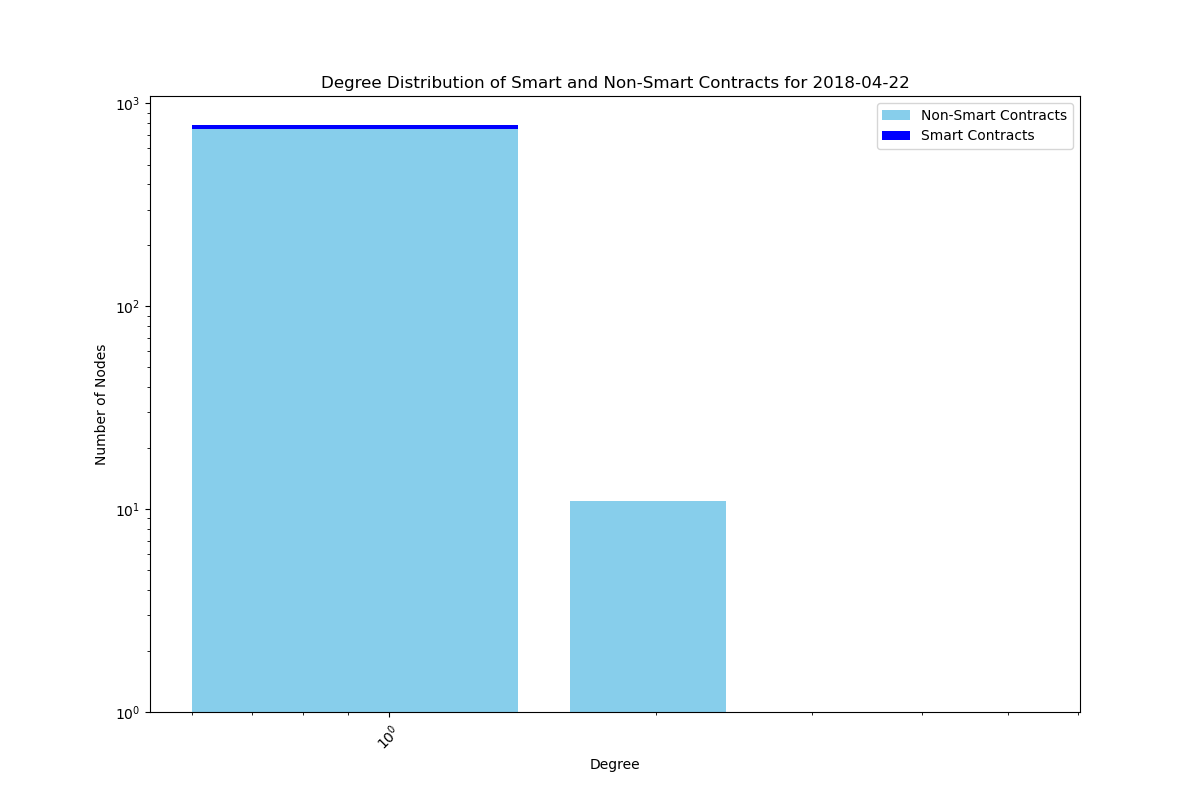 Degree Distribution of Smart and Non-Smart Contracts for 2018-04-22
Non-Smart Contracts
Smart Contracts
10³
10²
10¹
10⁰
Number of Nodes
10⁰
Degree